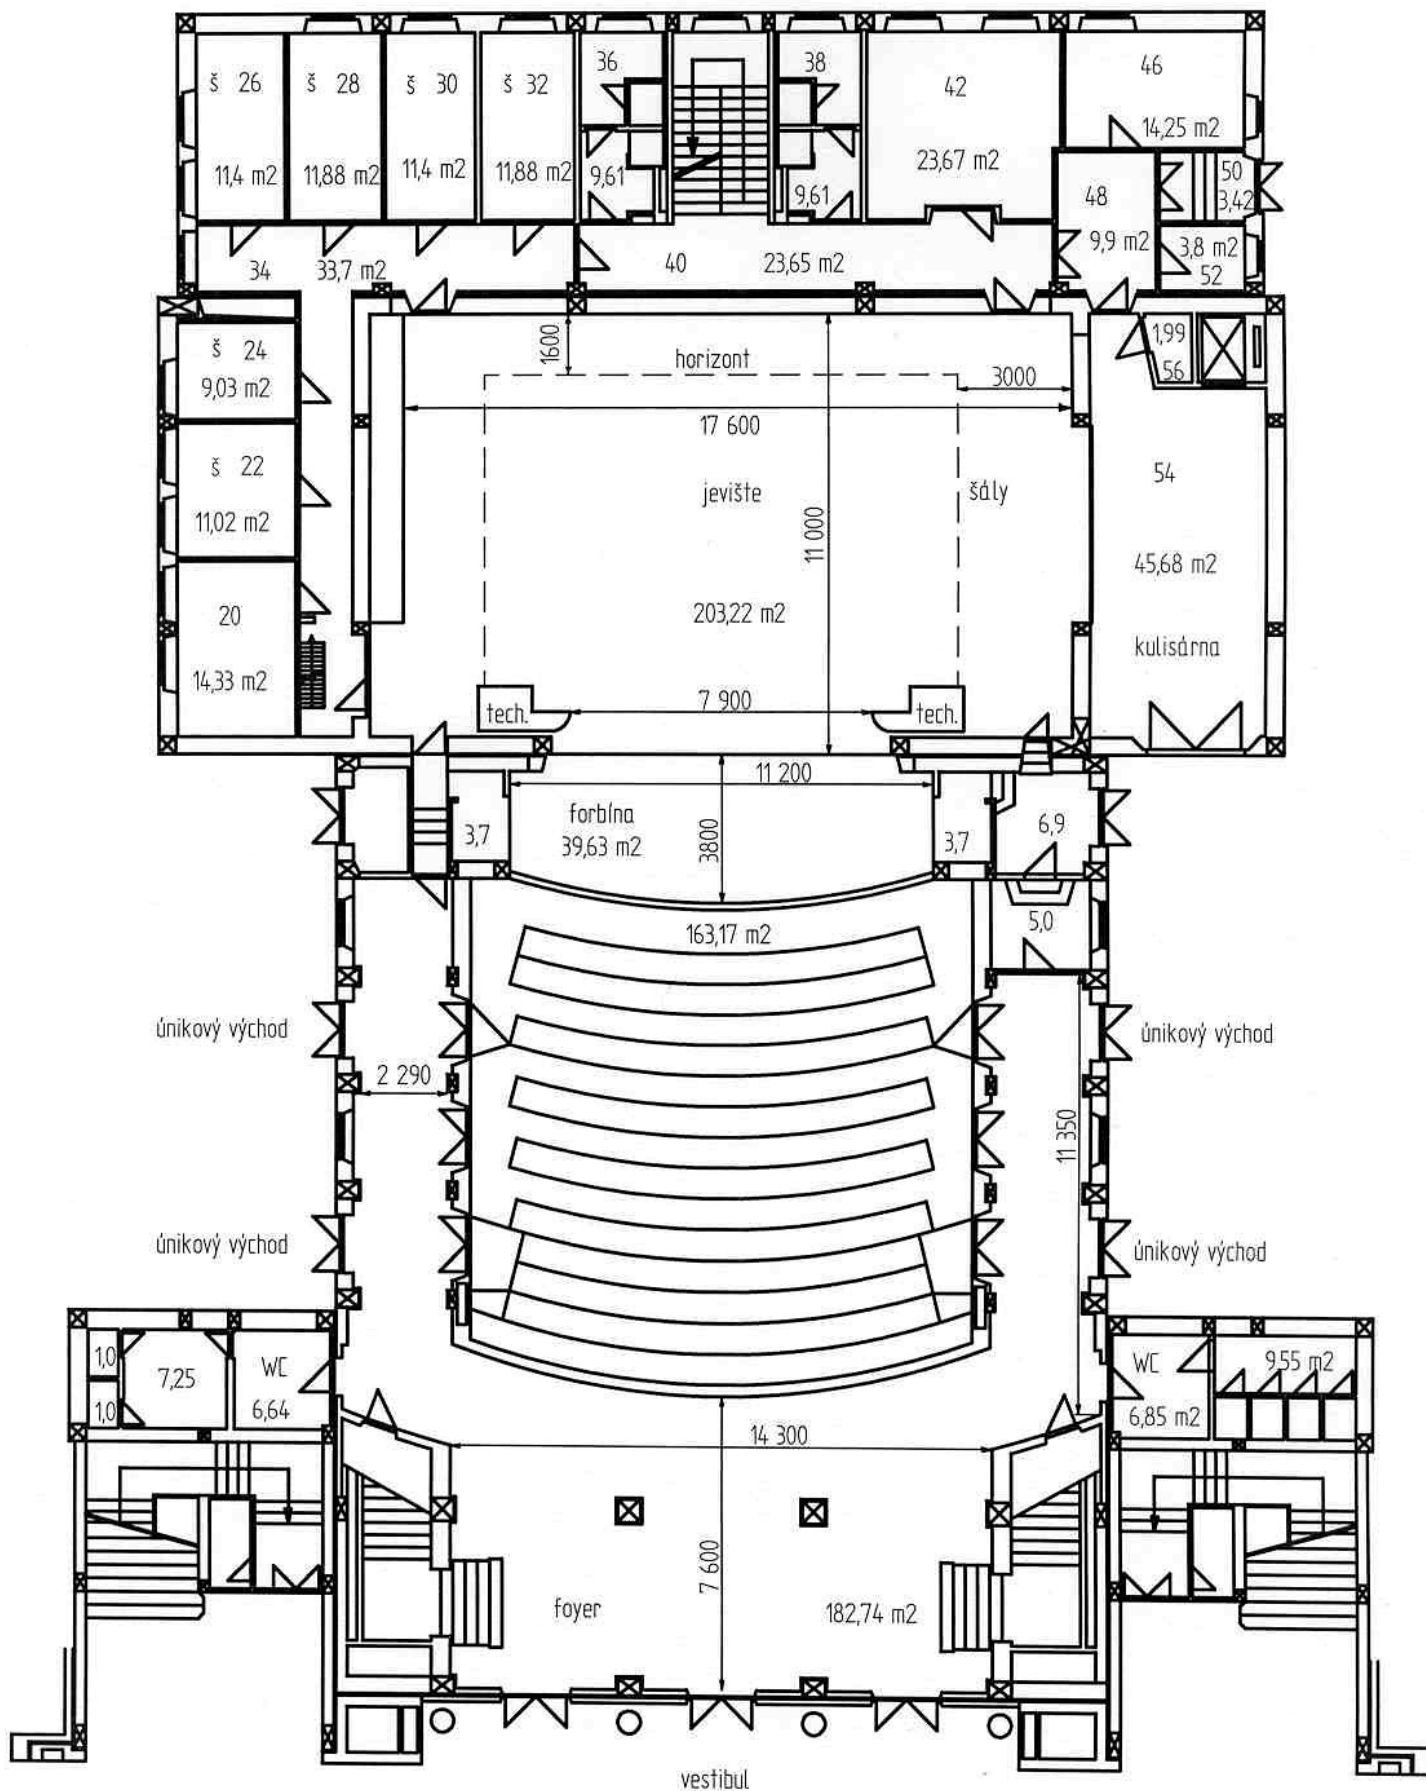 š 26
š 28
š 30
š 32
36
38
42
46
11,4 m2
11,88 m2
11,4 m2
11,88 m2
9,61
9,61
23,67 m2
14,25 m2
50
3,42
48
9,9 m2
3,8 m2
52
34
33,7 m2
40
23,65 m2
š 24
9,03 m2
1600
horizont
3000
1,99
56
17 600
š 22
11,02 m2
jeviště
šály
11 000
54
45,68 m2
20
14,33 m2
203,22 m2
kulisárna
tech.
7 900
tech.
11 200
forbína
39,63 m2
3800
3,7
3,7
6,9
163,17 m2
5,0
únikový východ
únikový východ
2 290
11 350
únikový východ
únikový východ
1,0
7,25
1,0
WC
6,64
WC
6,85 m2
9,55 m2
14 300
7 600
foyer
182,74 m2
vestibul